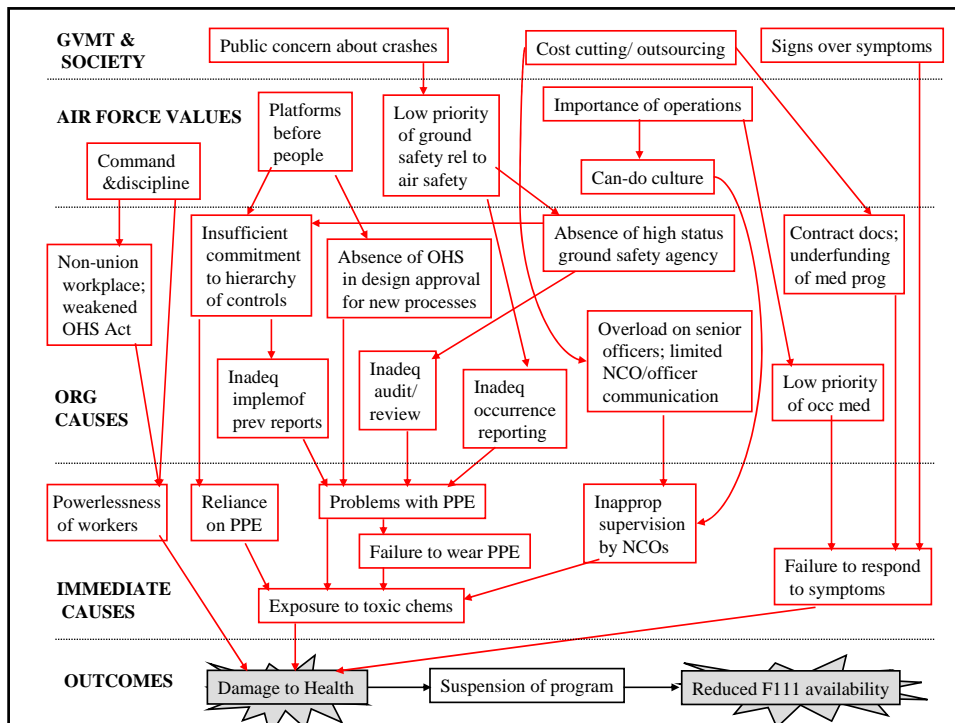 GVMT &
SOCIETY
Public concern about crashes
Cost cutting/ outsourcing
Signs over symptoms
AIR FORCE VALUES
Platforms
before
people
Low priority
of ground
safety rel to
air safety
Importance of operations
Command
&discipline
Can-do culture
Insufficient
commitment
to hierarchy
of controls
Absence of OHS
in design approval
for new processes
Absence of high status
ground safety agency
Contract docs;
underfunding
of med prog
Non-union
workplace;
weakened
OHS Act
Overload on senior
officers; limited
NCO/officer
communication
ORG
CAUSES
Inadeq
implemof
prev reports
Inadeq
audit/
review
Inadeq
occurrence
reporting
Low priority
of occ med
Powerlessness
of workers
Reliance
on PPE
Problems with PPE
Inapprop
supervision
by NCOs
Failure to wear PPE
IMMEDIATE
CAUSES
Exposure to toxic chems
Failure to respond
to symptoms
OUTCOMES
Damage to Health
Suspension of program
Reduced F111 availability